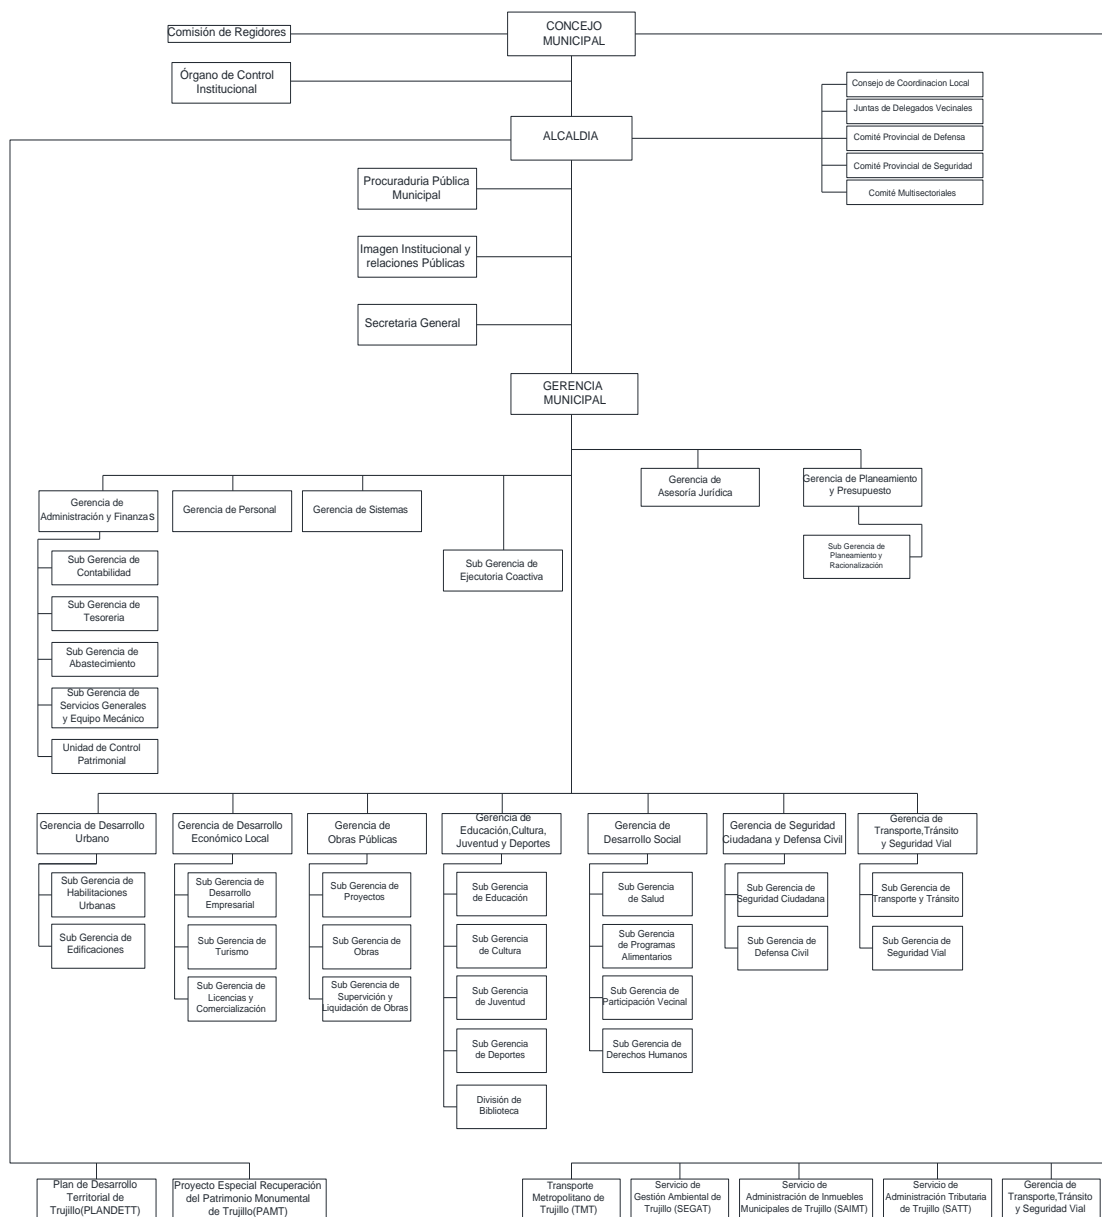 CONCEJO
MUNICIPAL
Comisión de Regidores
Órgano de Control
Institucional
Consejo de Coordinacion Local
Juntas de Delegados Vecinales
Comité Provincial de Defensa
Comité Provincial de Seguridad
Comité Multisectoriales
ALCALDIA
Procuraduria Pública
Municipal
Imagen Institucional y
relaciones Públicas
Secretaria General
GERENCIA
MUNICIPAL
Gerencia de
Asesoría Jurídica
Gerencia de Planeamiento
y Presupuesto
Sub Gerencia de
Planeamiento y
Racionalización
Gerencia de
Administración y Finanzas
Gerencia de Personal
Gerencia de Sistemas
Sub Gerencia de
Ejecutoria Coactiva
Sub Gerencia de
Contabilidad
Sub Gerencia de
Tesoreria
Sub Gerencia de
Abastecimiento
Sub Gerencia de
Servicios Generales
y Equipo Mecánico
Unidad de Control
Patrimonial
Gerencia de Desarrollo
Urbano
Sub Gerencia de
Habilitaciones
Urbanas
Sub Gerencia de
Edificaciones
Gerencia de Desarrollo
Económico Local
Sub Gerencia de
Desarrollo
Empresarial
Sub Gerencia de
Turismo
Sub Gerencia de
Licencias y
Comercialización
Gerencia de
Obras Públicas
Sub Gerencia de
Proyectos
Sub Gerencia de
Obras
Sub Gerencia de
Supervición y
Liquidación de Obras
Gerencia de
Educación,Cultura,
Juventud y Deportes
Sub Gerencia
de Educación
Sub Gerencia
de Cultura
Sub Gerencia
de Juventud
Sub Gerencia
de Deportes
División de
Biblioteca
Gerencia de
Desarrollo Social
Sub Gerencia
de Salud
Sub Gerencia
de Programas
Alimentarios
Sub Gerencia de
Participación Vecinal
Sub Gerencia de
Derechos Humanos
Gerencia de Seguridad
Ciudadana y Defensa Civil
Sub Gerencia de
Seguridad Ciudadana
Sub Gerencia de
Defensa Civil
Gerencia de
Transporte,Tránsito
y Seguridad Vial
Sub Gerencia de
Transporte y Tránsito
Sub Gerencia de
Seguridad Vial
Plan de Desarrollo
Territorial de
Trujillo(PLANDETT)
Proyecto Especial Recuperación
del Patrimonio Monumental
de Trujillo(PAMT)
Transporte
Metropolitano de
Trujillo (TMT)
Servicio de
Gestión Ambiental de
Trujillo (SEGAT)
Servicio de
Administración de Inmuebles
Municipales de Trujillo (SAIMT)
Servicio de
Administración Tributaria
de Trujillo (SATT)
Gerencia de
Transporte,Tránsito
y Seguridad Vial